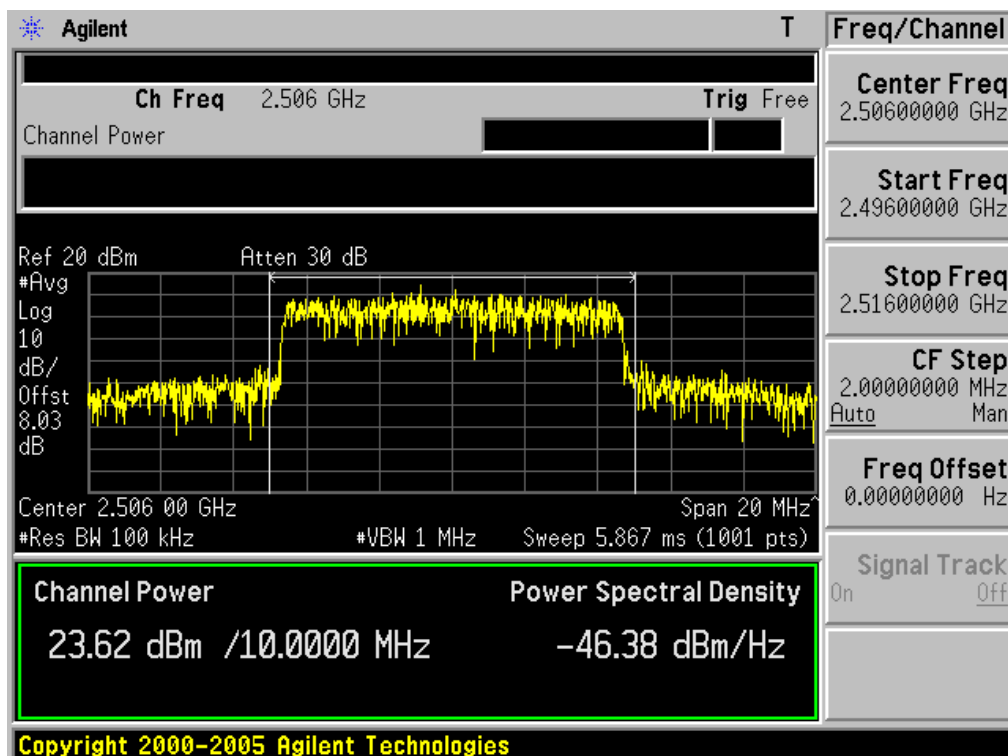 Agilent T Freq/Channel
Ch Freq 2.506 GHz Trig Free
Channel Power
Center Freq
2.50600000 GHz
Start Freq
2.49600000 GHz
Stop Freq
2.51600000 GHz
CF Step
2.00000000 MHz
Auto Man
Freq Offset
0.00000000 Hz
Signal Track
On Off
Ref 20 dBm Atten 30 dB
#Avg
Log
10
dB/
Offst
8.03
dB
Center 2.506 00 GHz Span 20 MHz^
#Res BW 100 kHz #VBW 1 MHz Sweep 5.867 ms (1001 pts)
Channel Power Power Spectral Density
23.62 dBm /10.0000 MHz -46.38 dBm/Hz
Copyright 2000-2005 Agilent Technologies